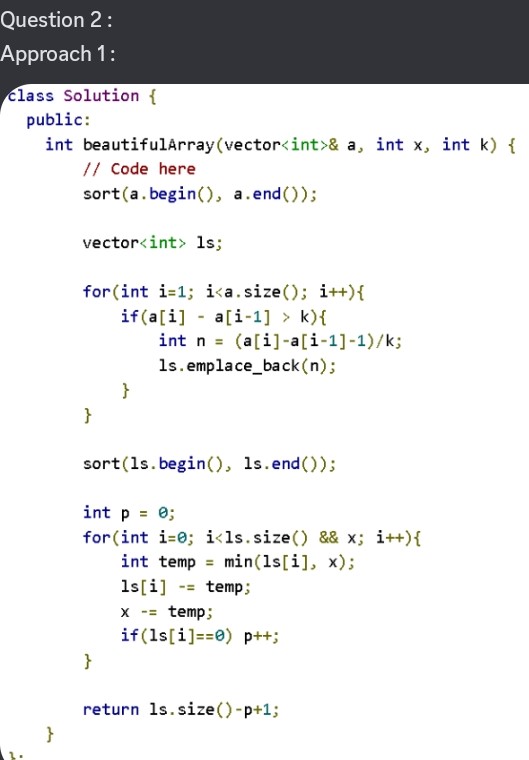 Question 2 :
Approach 1 :
class Solution {
  public:
    int beautifulArray(vector<int>& a, int x, int k) {
        // Code here
        sort(a.begin(), a.end());

        vector<int> ls;

        for(int i=1; i<a.size(); i++){
            if(a[i] - a[i-1] > k){
                int n = (a[i]-a[i-1]-1)/k;
                ls.emplace_back(n);
            }
        }

        sort(ls.begin(), ls.end());

        int p = 0;
        for(int i=0; i<ls.size() && x; i++){
            int temp = min(ls[i], x);
            ls[i] -= temp;
            x -= temp;
            if(ls[i]==0) p++;
        }

        return ls.size()-p+1;
    }
};